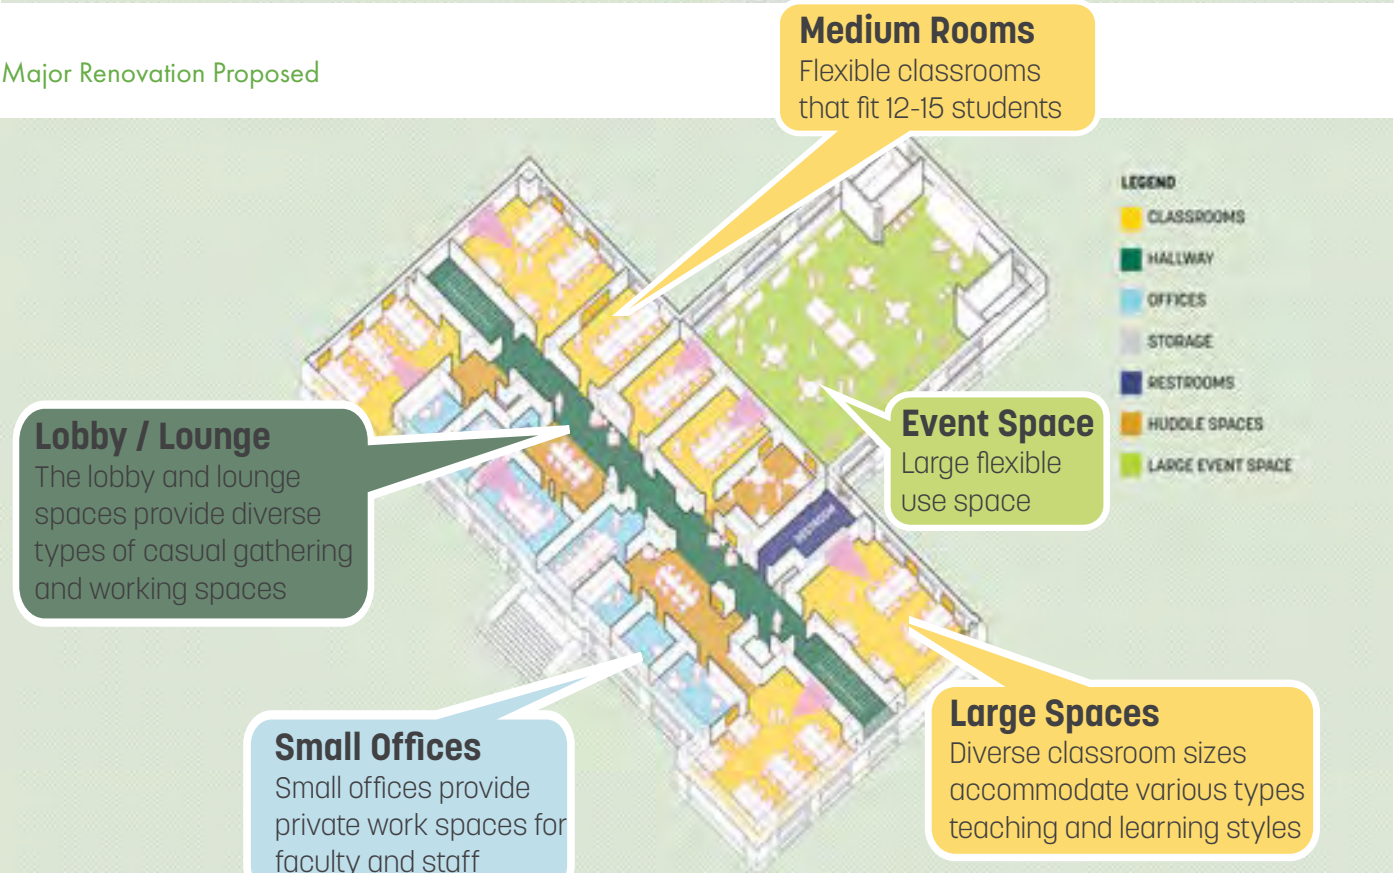 Major Renovation Proposed
Medium Rooms
Flexible classrooms
that fit 12-15 students
LEGEND
CLASSROOMS
HALLWAY
OFFICES
STORAGE
RESTROOMS
HUDDLE SPACES
LARGE EVENT SPACE
Lobby / Lounge
The lobby and lounge
spaces provide diverse
types of casual gathering
and working spaces
Event Space
Large flexible
use space
RESTROOM
Small Offices
Small offices provide
private work spaces for
faculty and staff
Large Spaces
Diverse classroom sizes
accommodate various types
teaching and learning styles